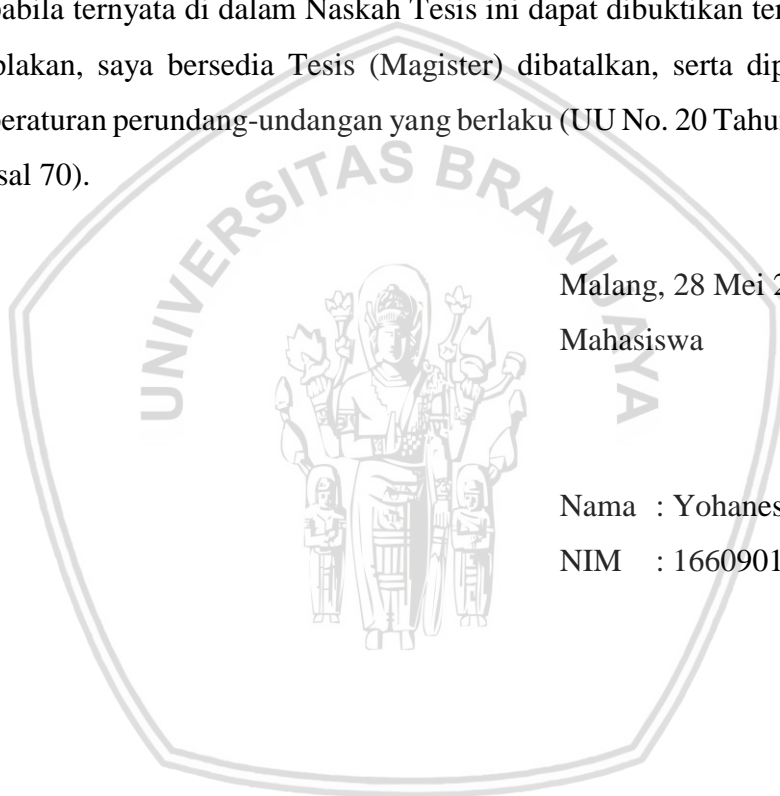 pabila ternyata di dalam Naskah Tesis ini dapat dibuktikan ter
plakan, saya bersedia Tesis (Magister) dibatalkan, serta dip
peraturan perundang-undangan yang berlaku (UU No. 20 Tahu
sal 70).
UNIVERSITAS BRAWIJAYA
Malang, 28 Mei 2
Mahasiswa
Nama : Yohanes
NIM : 1660901